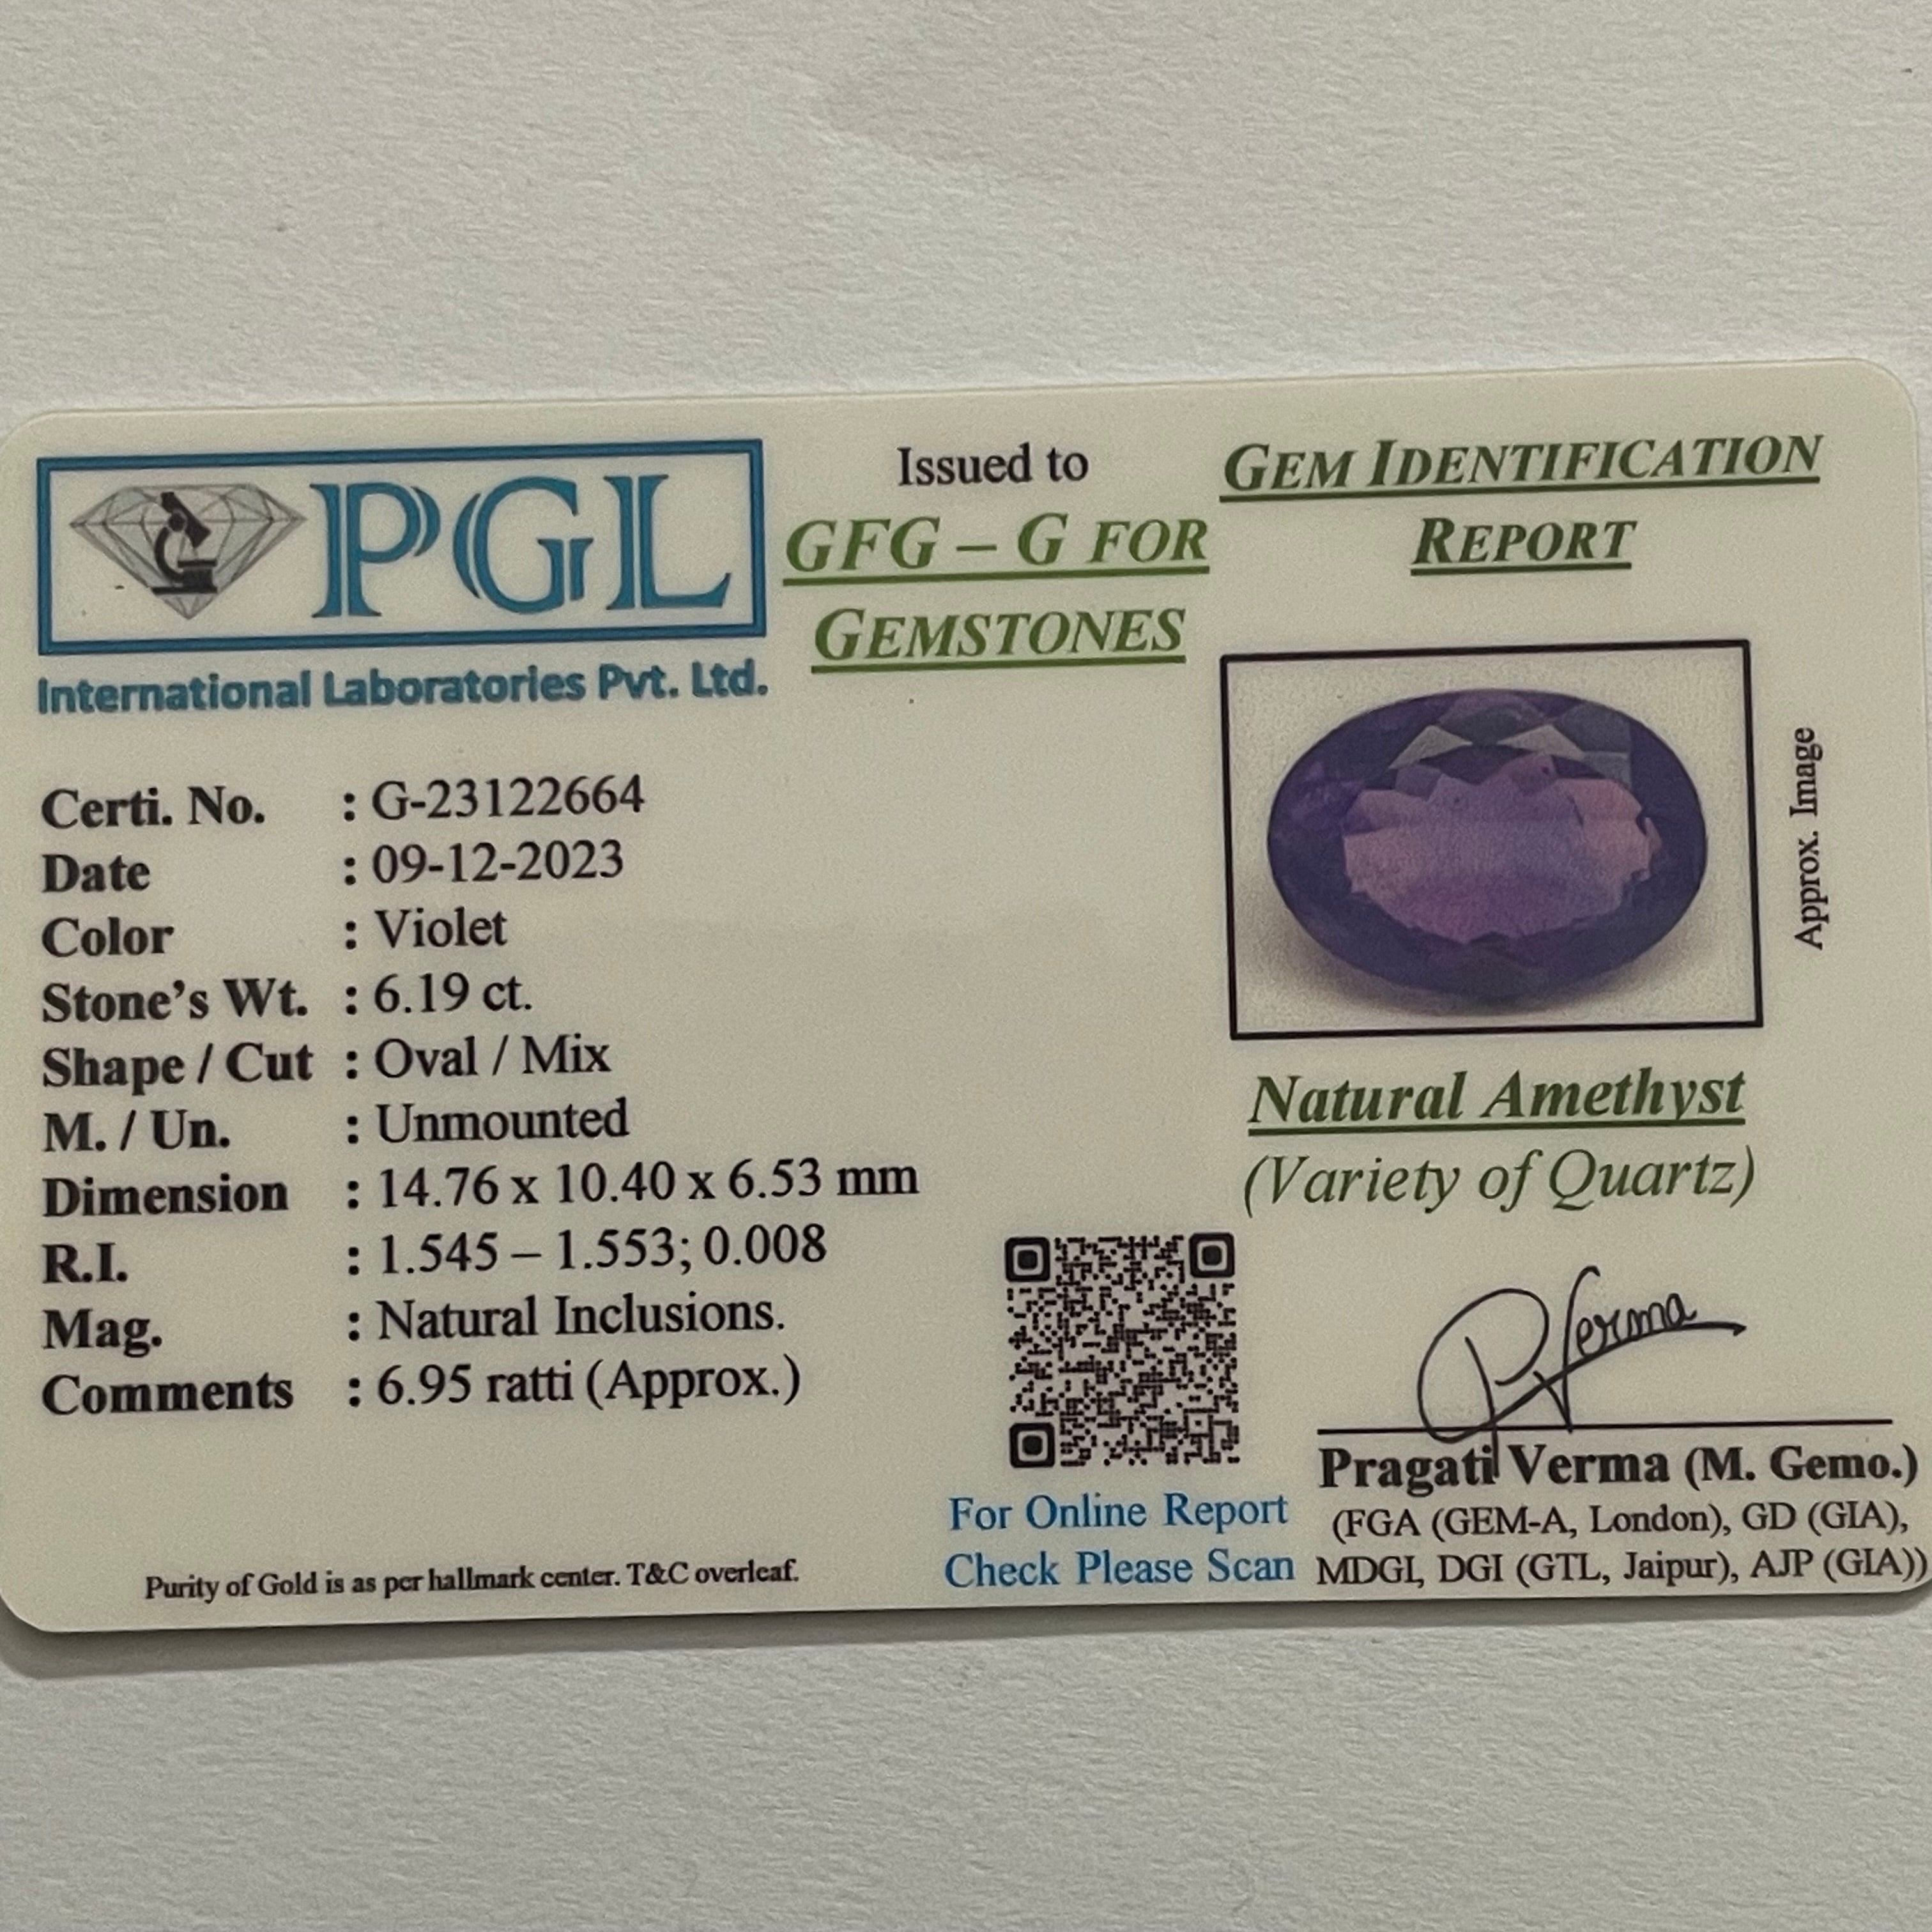 PGL
International Laboratories Pvt. Ltd.
Issued to
GFG – G FOR
GEMSTONES
GEM IDENTIFICATION
REPORT
Certi. No. : G-23122664
Date : 09-12-2023
Color : Violet
Stone's Wt. : 6.19 ct.
Shape / Cut : Oval / Mix
M. / Un. : Unmounted
Dimension : 14.76 x 10.40 x 6.53 mm
R.I. : 1.545 – 1.553; 0.008
Mag. : Natural Inclusions.
Comments : 6.95 ratti (Approx.)
Purity of Gold is as per hallmark center. T&C overleaf.
Approx. Image
Natural Amethyst
(Variety of Quartz)
For Online Report
Check Please Scan
PVerma
Pragati Verma (M. Gemo.)
(FGA (GEM-A, London), GD (GIA),
MDGI, DGI (GTL, Jaipur), AJP (GIA))